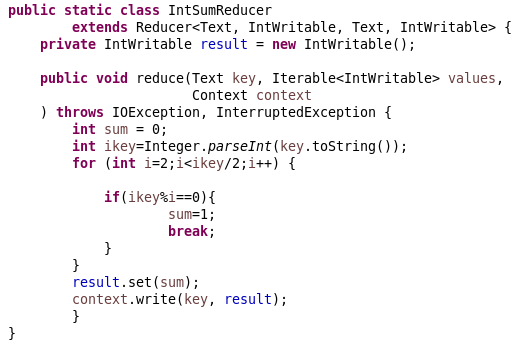 public static class IntSumReducer
        extends Reducer<Text, IntWritable, Text, IntWritable> {
    private IntWritable result = new IntWritable();

    public void reduce(Text key, Iterable<IntWritable> values,
                       Context context
    ) throws IOException, InterruptedException {
        int sum = 0;
        int ikey=Integer.parseInt(key.toString());
        for (int i=2;i<ikey/2;i++) {

            if(ikey%i==0){
                    sum=1;
                    break;
            }
        }
        result.set(sum);
        context.write(key, result);
        }
}